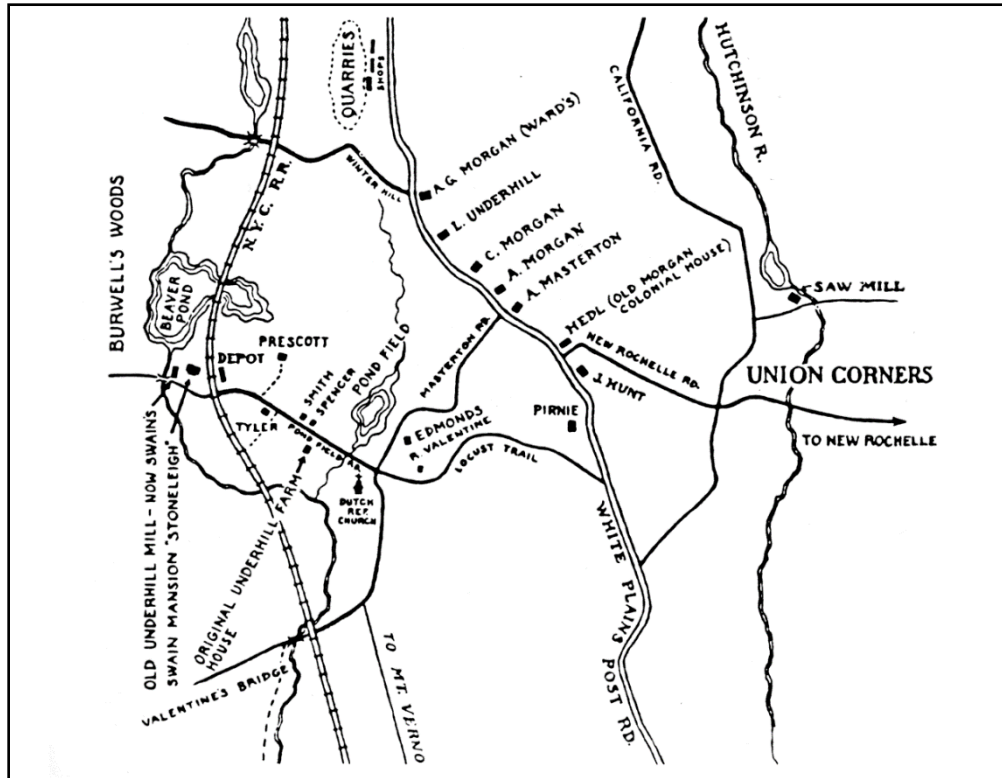 QUARRIES
SHOPS
CALIFORNIA
RD.
HUTCHINSON R.
WINTER HILL
A.G. MORGAN (WARD'S)
L. UNDERHILL
C. MORGAN
A. MORGAN
A. MASTERTON
HEDL (OLD MORGAN
COLONIAL HOUSE)
N.Y.C. R.R.
BURWELL'S WOODS
BEAVER
POND
SAW MILL
PRESCOTT
DEPOT
SMITH
SPENCER
POND FIELD
MASTERTON RD.
NEW ROCHELLE RD.
UNION CORNERS
J. HUNT
TO NEW ROCHELLE
TYLER
POND FIELD RD.
EDMONDS
R. VALENTINE
PIRNIE
LOCUST TRAIL
DUTCH
REF.
CHURCH
OLD UNDERHILL MILL - NOW SWAIN'S
SWAIN MANSION "STONELEIGH"
ORIGINAL UNDERHILL FARM
HOUSE
VALENTINE'S BRIDGE
TO MT. VERNO
WHITE PLAINS POST RD.